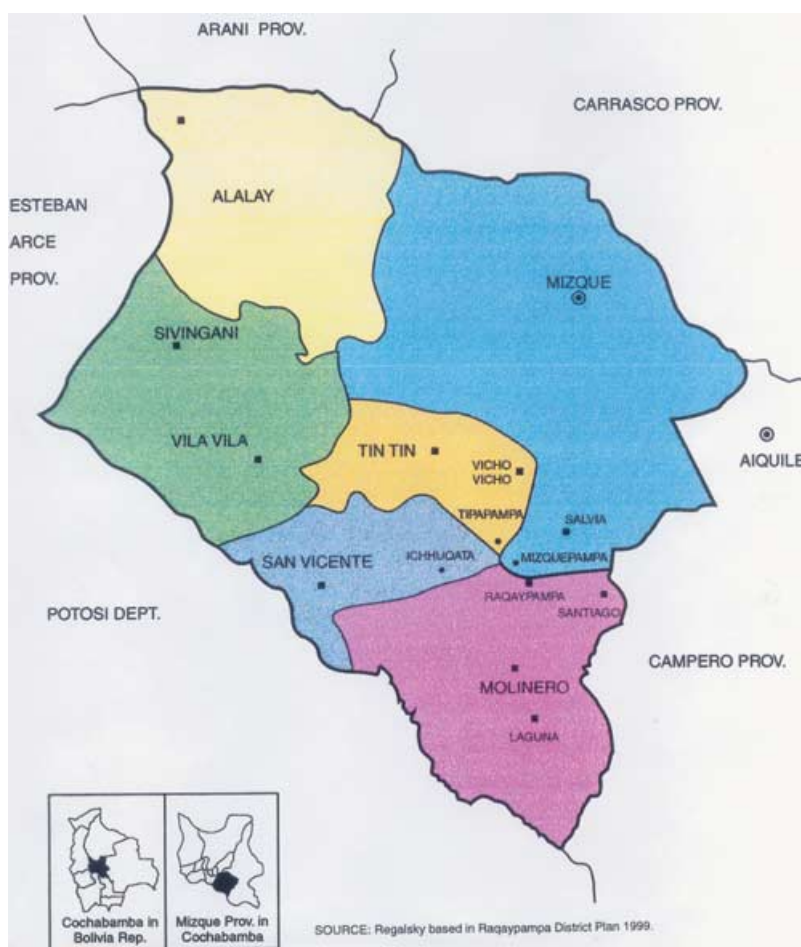 ARANI PROV.
CARRASCO PROV.
ALALAY
ESTEBAN
ARCE
PROV.
MIZQUE
SIVINGANI
VILA VILA
TIN TIN
VICHO
VICHO
AIQUILE
TIPAPAMPA
SALVIA
SAN VICENTE
ICHHUQATA
MIZQUEPAMPA
RAQAYPAMPA
SANTIAGO
POTOSI DEPT.
CAMPERO PROV.
MOLINERO
LAGUNA
Cochabamba in
Bolivia Rep.
Mizque Prov. in
Cochabamba
SOURCE: Regalsky based in Raqaypampa District Plan 1999.